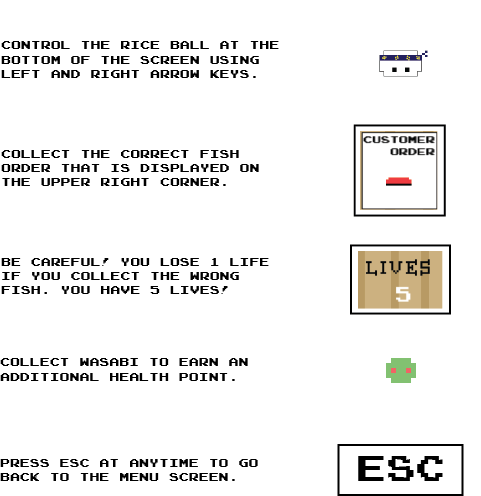 CONTROL THE RICE BALL AT THE
BOTTOM OF THE SCREEN USING
LEFT AND RIGHT ARROW KEYS.
COLLECT THE CORRECT FISH
ORDER THAT IS DISPLAYED ON
THE UPPER RIGHT CORNER.
CUSTOMER
ORDER
BE CAREFUL! YOU LOSE 1 LIFE
IF YOU COLLECT THE WRONG
FISH. YOU HAVE 5 LIVES!
LIVES
5
COLLECT WASABI TO EARN AN
ADDITIONAL HEALTH POINT.
PRESS ESC AT ANYTIME TO GO
BACK TO THE MENU SCREEN.
ESC